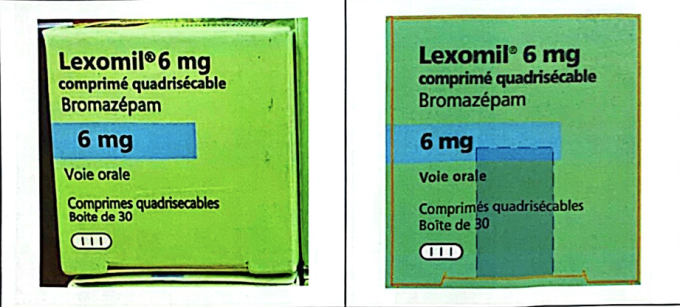 Lexomil® 6 mg
comprimé quadrisécable
Bromazépam
6 mg
Voie orale
Comprimes quadrisecables
Boite de 30
Lexomil® 6 mg
comprimé quadrisécable
Bromazépam
6 mg
Voie orale
Comprimés quadrisécables
Boîte de 30